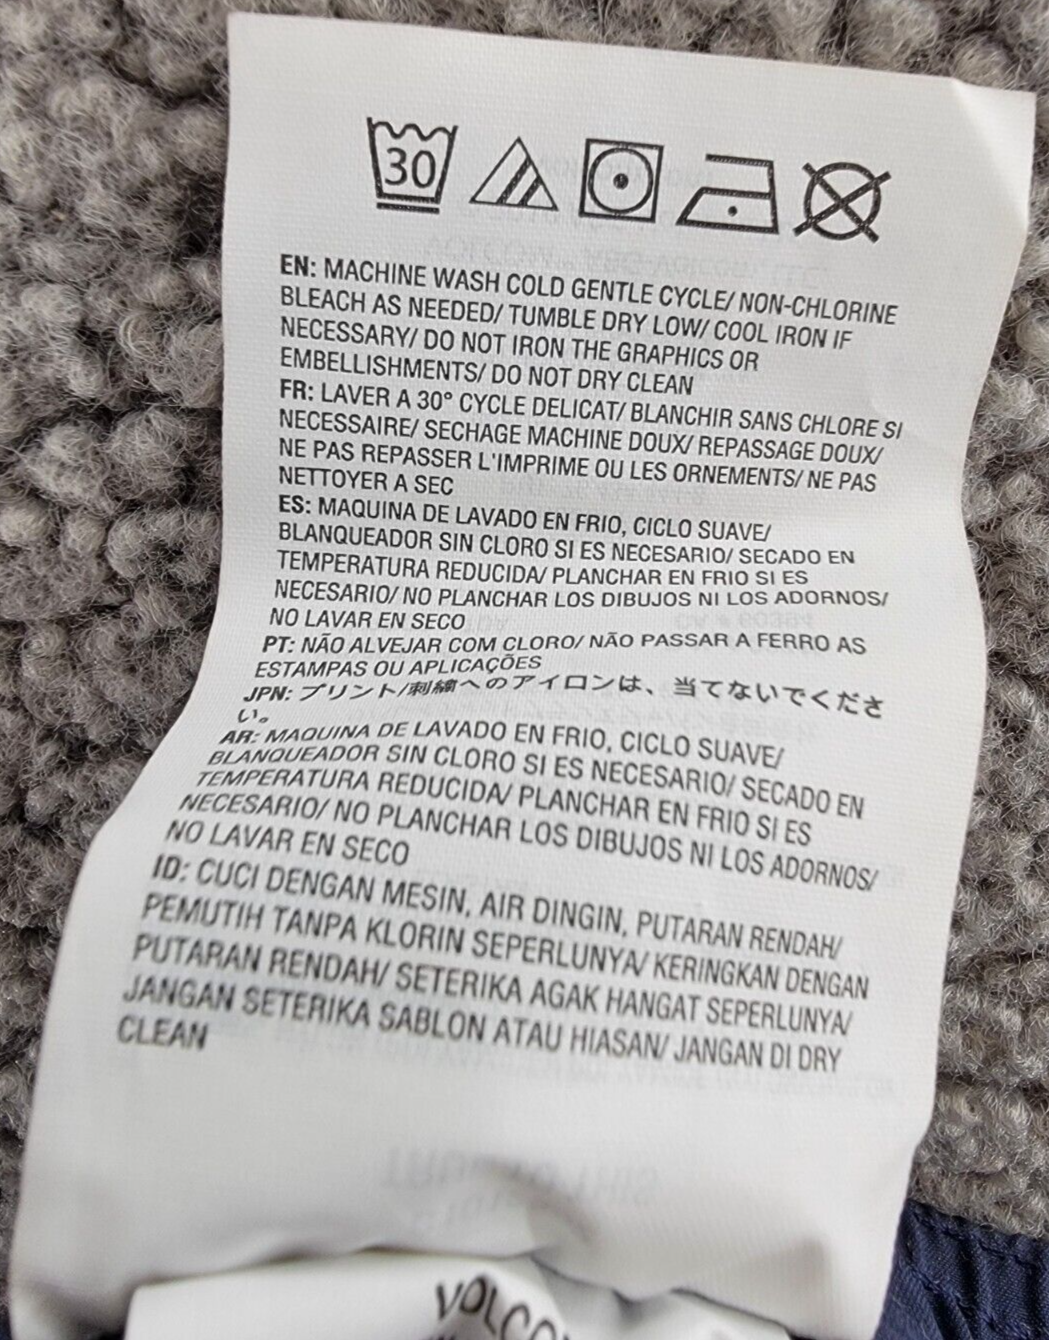 30
EN: MACHINE WASH COLD GENTLE CYCLE/ NON-CHLORINE
BLEACH AS NEEDED/ TUMBLE DRY LOW/ COOL IRON IF
NECESSARY/ DO NOT IRON THE GRAPHICS OR
EMBELLISHMENTS/ DO NOT DRY CLEAN
FR: LAVER A 30° CYCLE DELICAT/ BLANCHIR SANS CHLORE SI
NECESSAIRE/ SECHAGE MACHINE DOUX/ REPASSAGE DOUX/
NE PAS REPASSER L'IMPRIME OU LES ORNEMENTS/ NE PAS
NETTOYER A SEC
ES: MAQUINA DE LAVADO EN FRIO, CICLO SUAVE/
BLANQUEADOR SIN CLORO SI ES NECESARIO/ SECADO EN
TEMPERATURA REDUCIDA/ PLANCHAR EN FRIO SI ES
NECESARIO/ NO PLANCHAR LOS DIBUJOS NI LOS ADORNOS/
NO LAVAR EN SECO
PT: NÃO ALVEJAR COM CLORO/ NÃO PASSAR A FERRO AS
ESTAMPAS OU APLICAÇÕES
JPN: プリント/刺繍へのアイロンは、当てないでくださ
い。
AR: MAQUINA DE LAVADO EN FRIO, CICLO SUAVE/
BLANQUEADOR SIN CLORO SI ES NECESARIO/ SECADO EN
TEMPERATURA REDUCIDA/ PLANCHAR EN FRIO SI ES
NECESARIO/ NO PLANCHAR LOS DIBUJOS NI LOS ADORNOS/
NO LAVAR EN SECO
ID: CUCI DENGAN MESIN, AIR DINGIN, PUTARAN RENDAH/
PEMUTIH TANPA KLORIN SEPERLUNYA/ KERINGKAN DENGAN
PUTARAN RENDAH/ SETERIKA AGAK HANGAT SEPERLUNYA/
JANGAN SETERIKA SABLON ATAU HIASAN/ JANGAN DI DRY
CLEAN